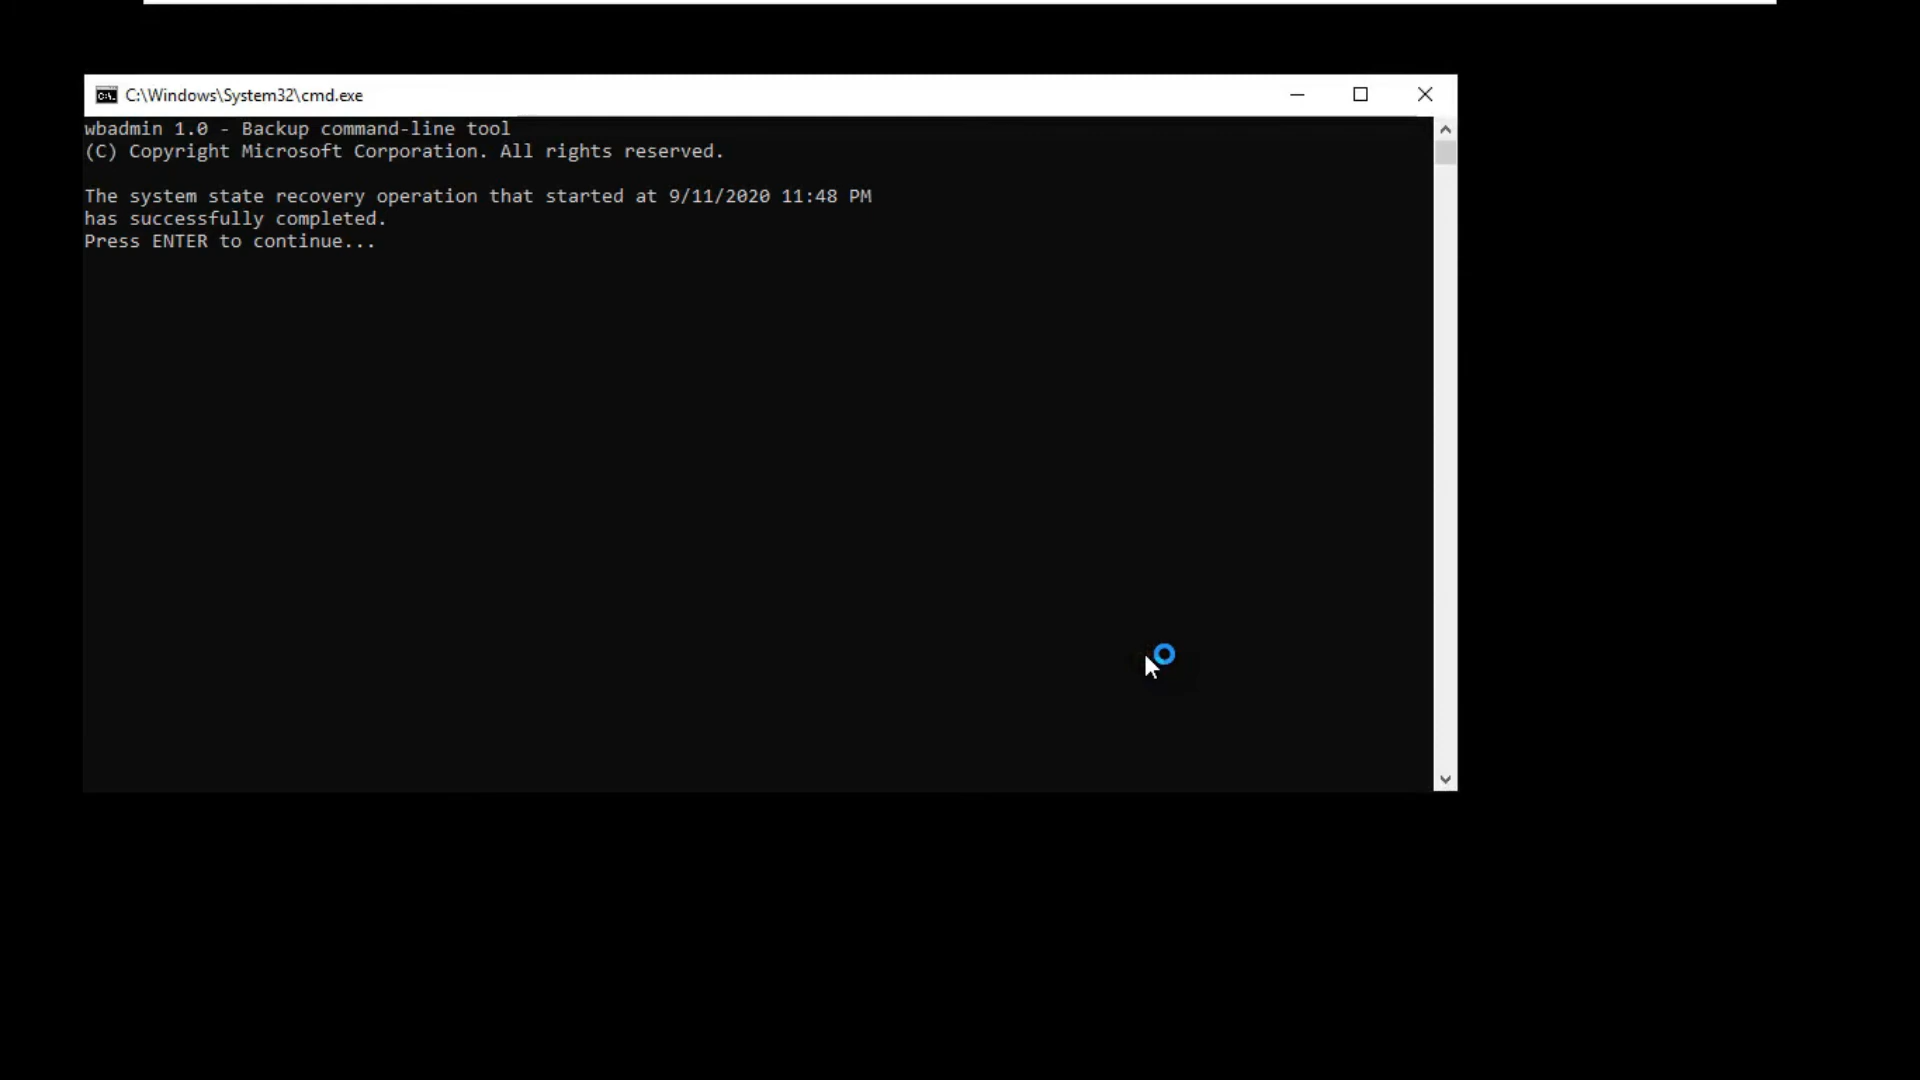 C:\Windows\System32\cmd.exe
wbadmin 1.0 - Backup command-line tool
(C) Copyright Microsoft Corporation. All rights reserved.
The system state recovery operation that started at 9/11/2020 11:48 PM
has successfully completed.
Press ENTER to continue...